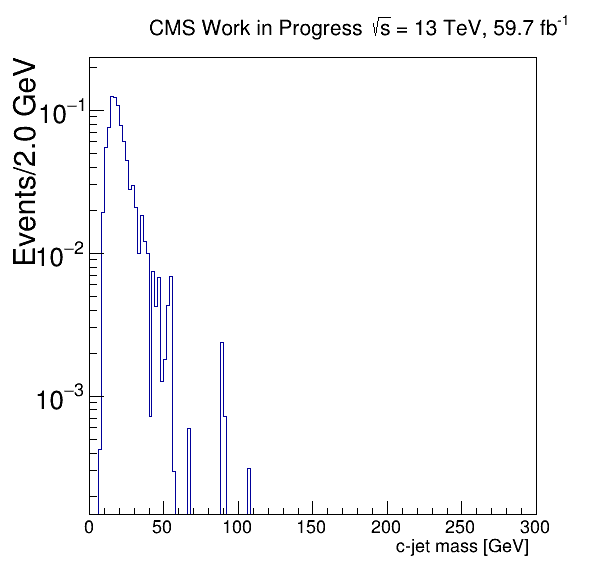 CMS Work in Progress √s = 13 TeV, 59.7 fb⁻¹
Events/2.0 GeV
10⁻¹
10⁻²
10⁻³
0 50 100 150 200 250 300
c-jet mass [GeV]